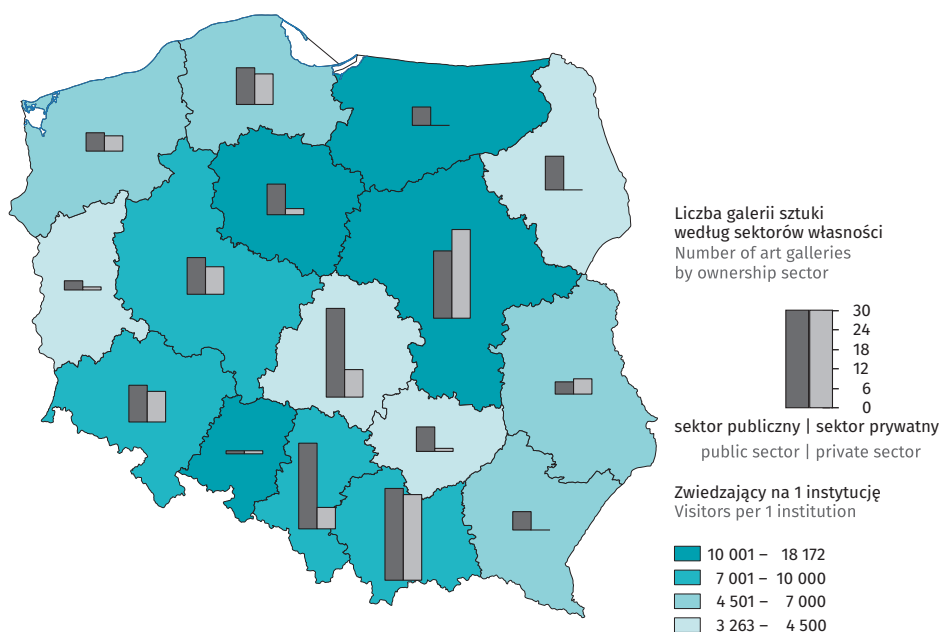 Liczba galerii sztuki
według sektorów własności
Number of art galleries
by ownership sector
30
24
18
12
6
0
sektor publiczny | sektor prywatny
public sector | private sector
Zwiedzający na 1 instytucję
Visitors per 1 institution
10 001 – 18 172
7 001 – 10 000
4 501 – 7 000
3 263 – 4 500